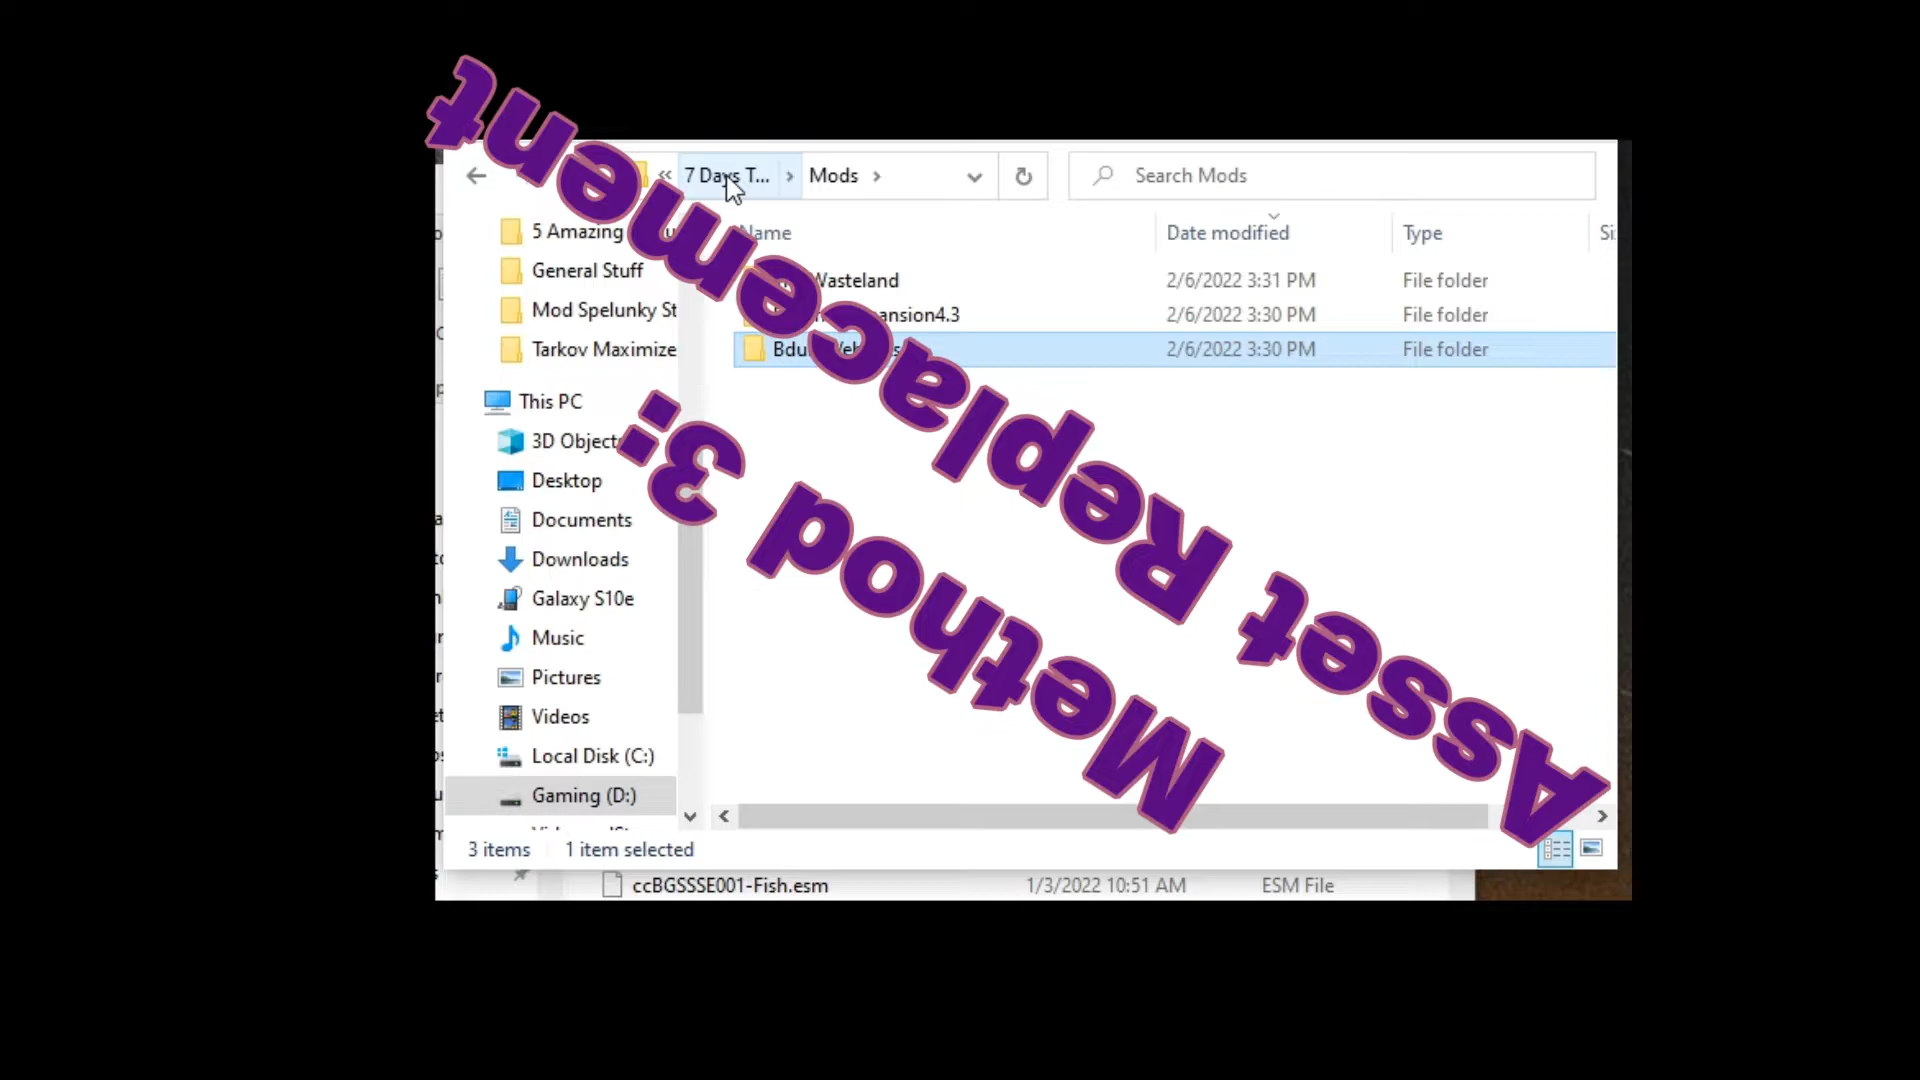 Method 3:
Asset Replacement
7 Days T...
Mods
Search Mods
Name
Date modified
Type
5 Amazing
General Stuff
Mod Spelunky St
Tarkov Maximize
This PC
3D Objects
Desktop
Documents
Downloads
Galaxy S10e
Music
Pictures
Videos
Local Disk (C:)
Gaming (D:)
Wasteland 2/6/2022 3:31 PM File folder
2/6/2022 3:30 PM File folder
2/6/2022 3:30 PM File folder
3 items 1 item selected
ccBGSSSE001-Fish.esm 1/3/2022 10:51 AM ESM File